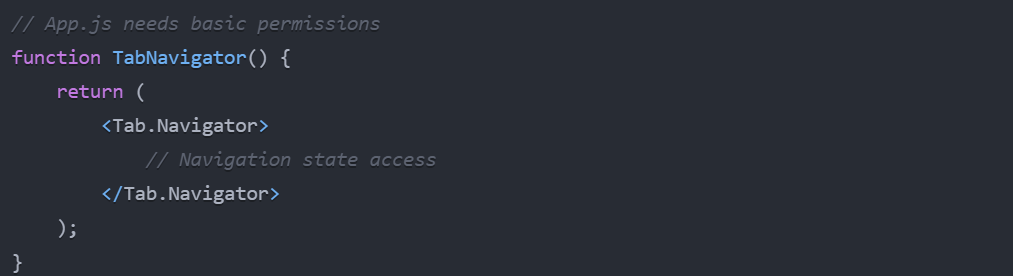 // App.js needs basic permissions
function TabNavigator() {
    return (
        <Tab.Navigator>
            // Navigation state access
        </Tab.Navigator>
    );
}